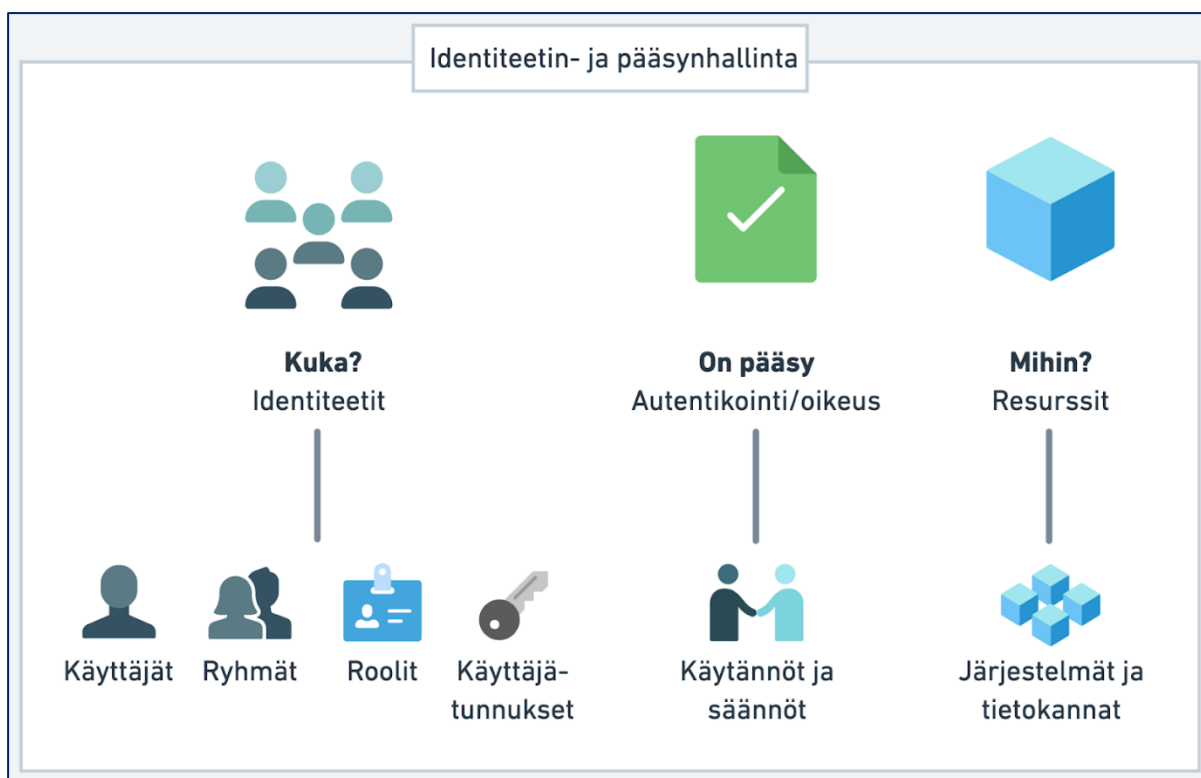 Identiteetin- ja pääsynhallinta
Kuka?
Identiteetit
On pääsy
Autentikointi/oikeus
Mihin?
Resurssit
Käyttäjät
Ryhmät
Roolit
Käyttäjä-
tunnukset
Käytännöt ja
säännöt
Järjestelmät ja
tietokannat